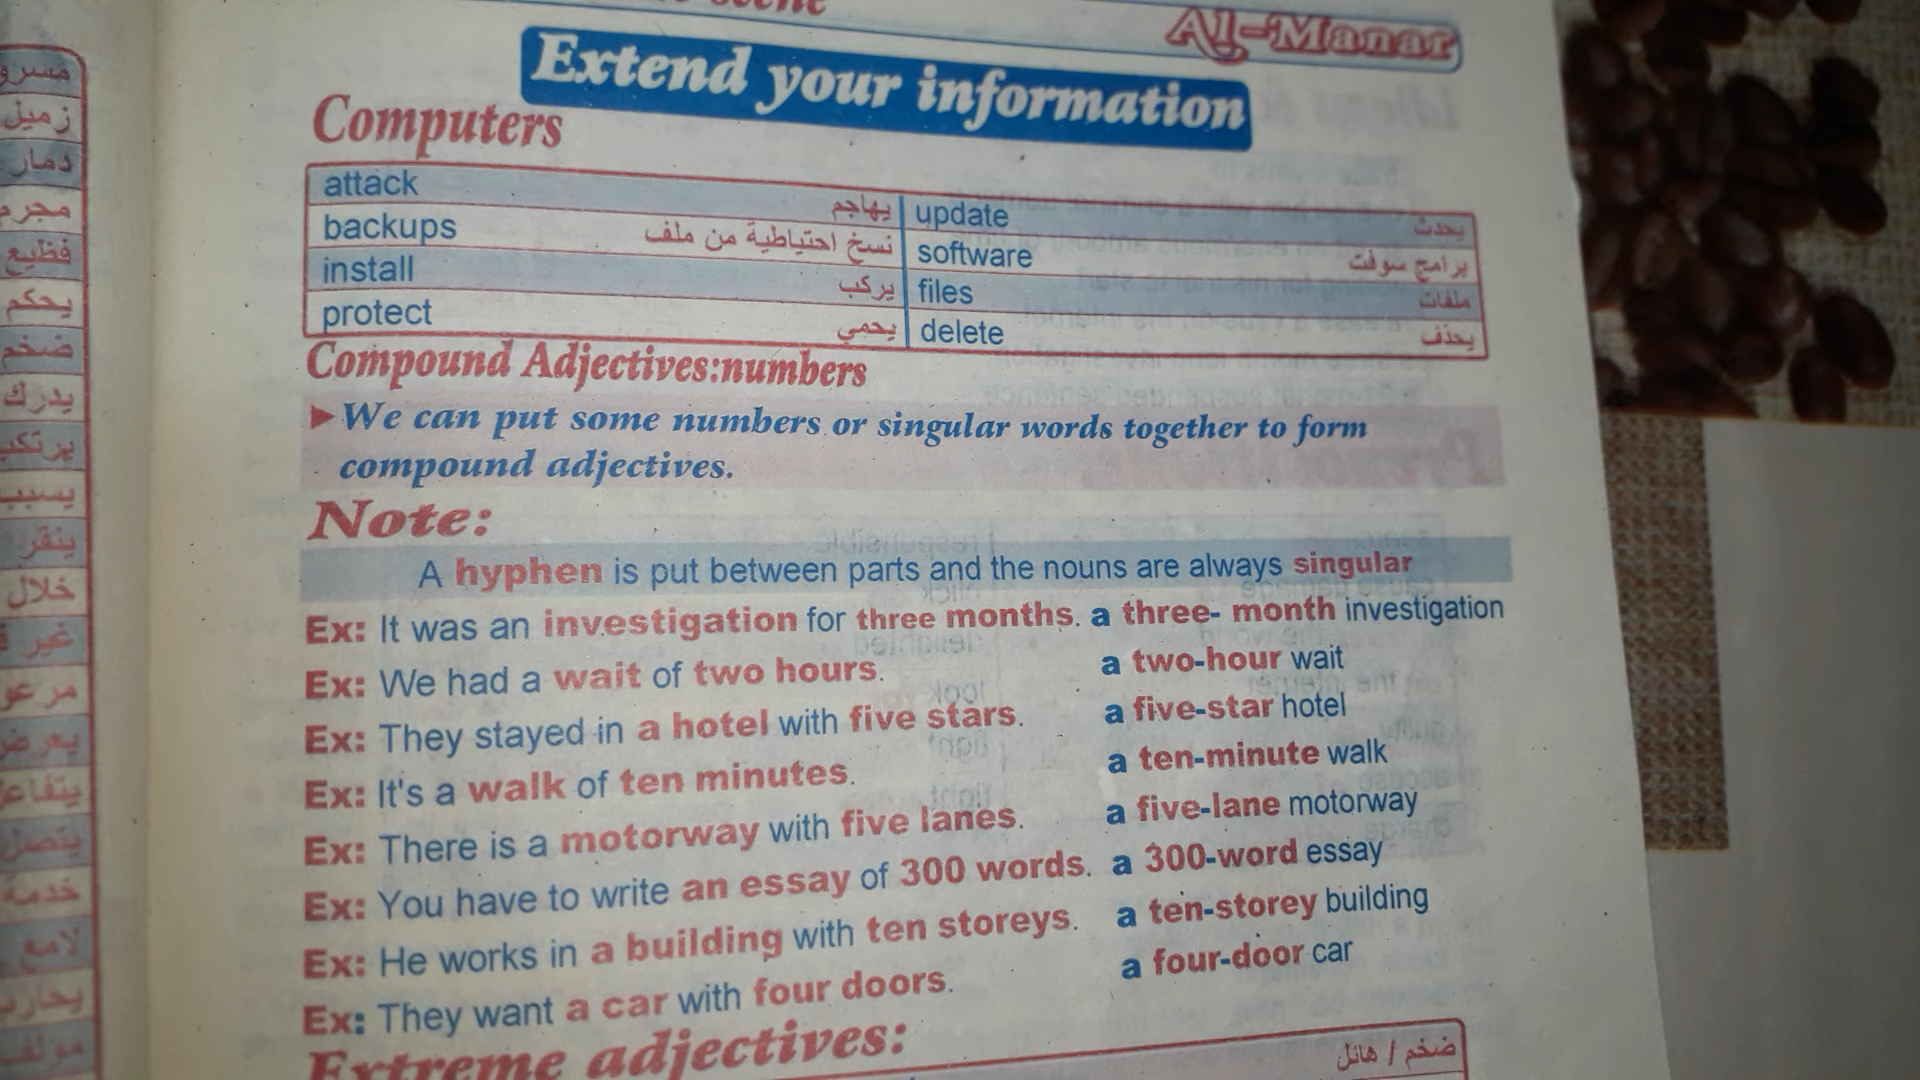 مسرو
زميل
دمار
مجرم
فظيع
يحكم
ضخم
يدرك
يرتكب
يسبب
ينقر
خلال
غير
مرعو
يعرض
يتفاعل
يتصل
خدمة
لامع
يحارب
مولف
scene
Al-Manar
Extend your information
Computers
attack يهاجم update يحدث
backups نسخ احتياطية من ملف software برامج سوفت
install يركب files ملفات
protect يحمي delete يحذف
Compound Adjectives:numbers
►We can put some numbers or singular words together to form
compound adjectives.
Note:
A hyphen is put between parts and the nouns are always singular
Ex: It was an investigation for three months. a three- month investigation
Ex: We had a wait of two hours. a two-hour wait
Ex: They stayed in a hotel with five stars. a five-star hotel
Ex: It's a walk of ten minutes. a ten-minute walk
Ex: There is a motorway with five lanes. a five-lane motorway
Ex: You have to write an essay of 300 words. a 300-word essay
Ex: He works in a building with ten storeys. a ten-storey building
Ex: They want a car with four doors. a four-door car
Extreme adjectives:
ضخم / هائل